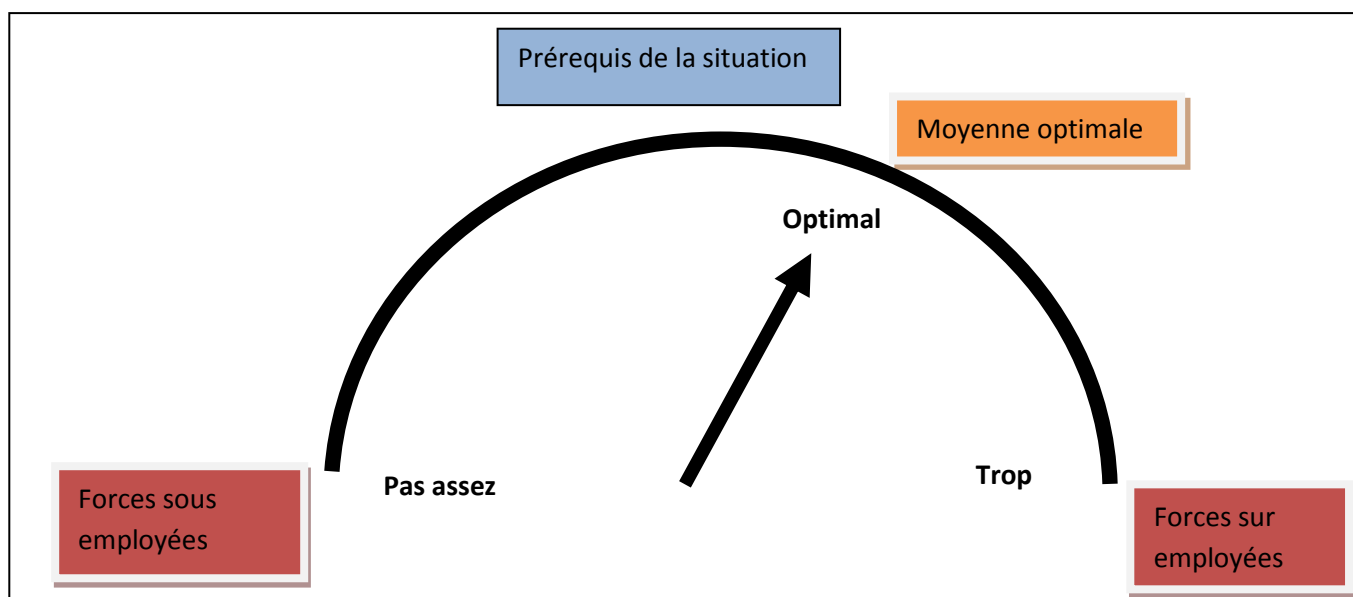 Prérequis de la situation
Moyenne optimale
Optimal
Pas assez
Trop
Forces sous
employées
Forces sur
employées